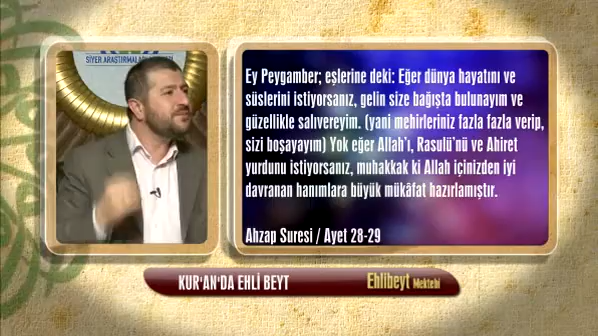 SİYER ARAŞTIRMALARI
Ey Peygamber; eşlerine deki: Eğer dünya hayatını ve
süslerini istiyorsanız, gelin size bağışta bulunayım ve
güzellikle salıvereyim. (yani mehirleriniz fazla fazla verip,
sizi boşayayım) Yok eğer Allah'ı, Rasulü'nü ve Ahiret
yurdunu istiyorsanız, muhakkak ki Allah içinizden iyi
davranan hanımlara büyük mükâfat hazırlamıştır.
Ahzap Suresi / Ayet 28-29
KUR'AN'DA EHLİ BEYT
Ehlibeyt Mektebi